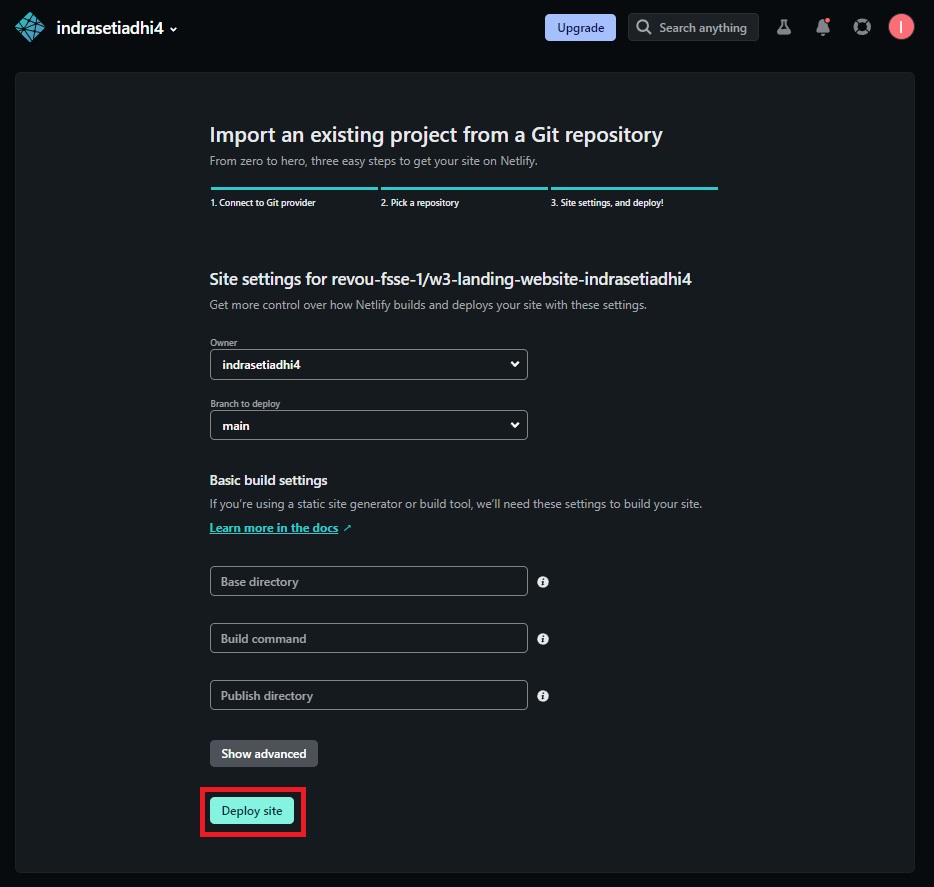 indrasetiadhi4
Upgrade
Search anything
I
Import an existing project from a Git repository
From zero to hero, three easy steps to get your site on Netlify.
1. Connect to Git provider
2. Pick a repository
3. Site settings, and deploy!
Site settings for revou-fsse-1/w3-landing-website-indrasetiadhi4
Get more control over how Netlify builds and deploys your site with these settings.
Owner
indrasetiadhi4
Branch to deploy
main
Basic build settings
If you're using a static site generator or build tool, we'll need these settings to build your site.
Learn more in the docs ↗
Base directory
Build command
Publish directory
Show advanced
Deploy site